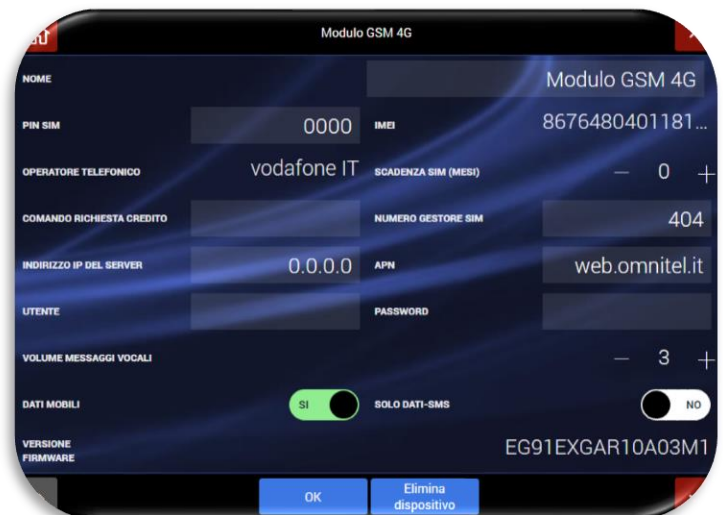 Modulo GSM 4G
NOME Modulo GSM 4G
PIN SIM 0000 IMEI 8676480401181...
OPERATORE TELEFONICO vodafone IT SCADENZA SIM (MESI) — 0 +
COMANDO RICHIESTA CREDITO NUMERO GESTORE SIM 404
INDIRIZZO IP DEL SERVER 0.0.0.0 APN web.omnitel.it
UTENTE PASSWORD
VOLUME MESSAGGI VOCALI — 3 +
DATI MOBILI SI SOLO DATI-SMS NO
VERSIONE
FIRMWARE EG91EXGAR10A03M1
OK Elimina
dispositivo